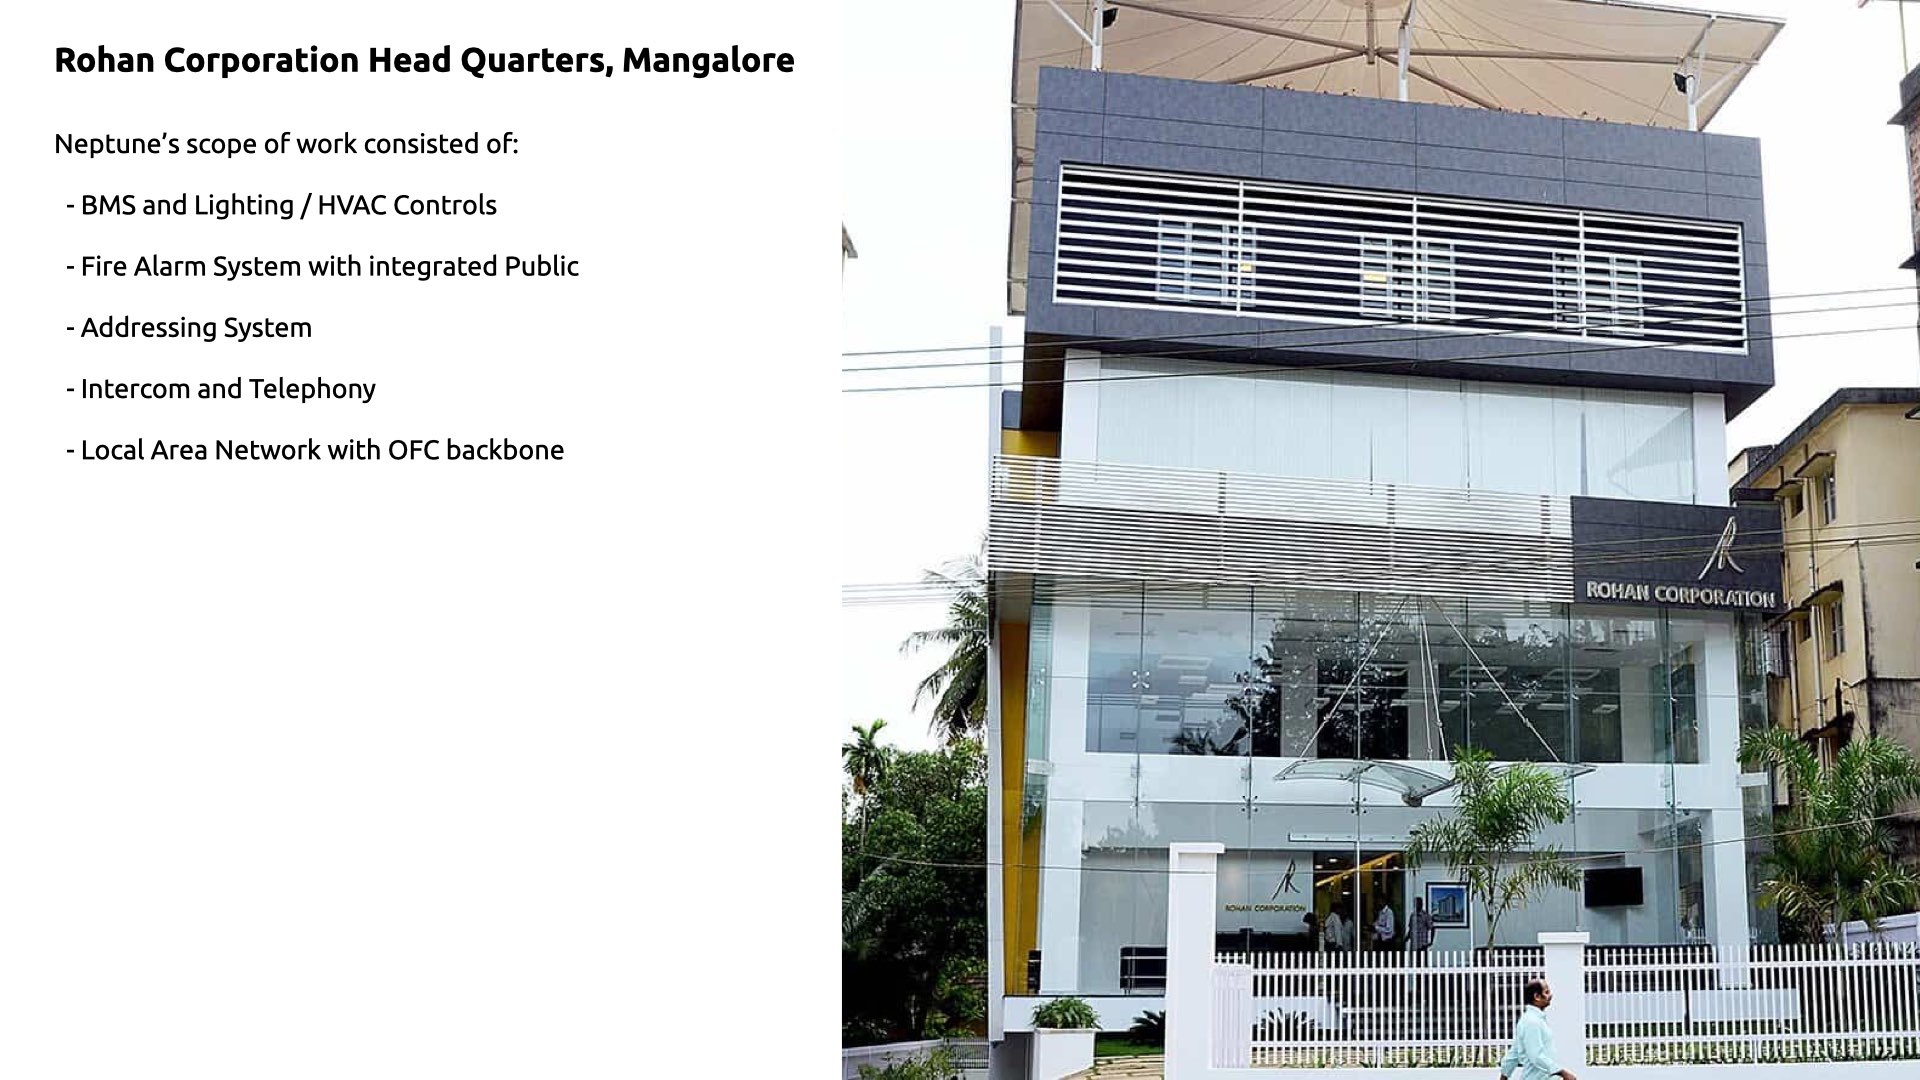 Rohan Corporation Head Quarters, Mangalore
Neptune’s scope of work consisted of:
- BMS and Lighting / HVAC Controls
- Fire Alarm System with integrated Public
- Addressing System
- Intercom and Telephony
- Local Area Network with OFC backbone
R
ROHAN CORPORATION
R
ROHAN CORPORATION